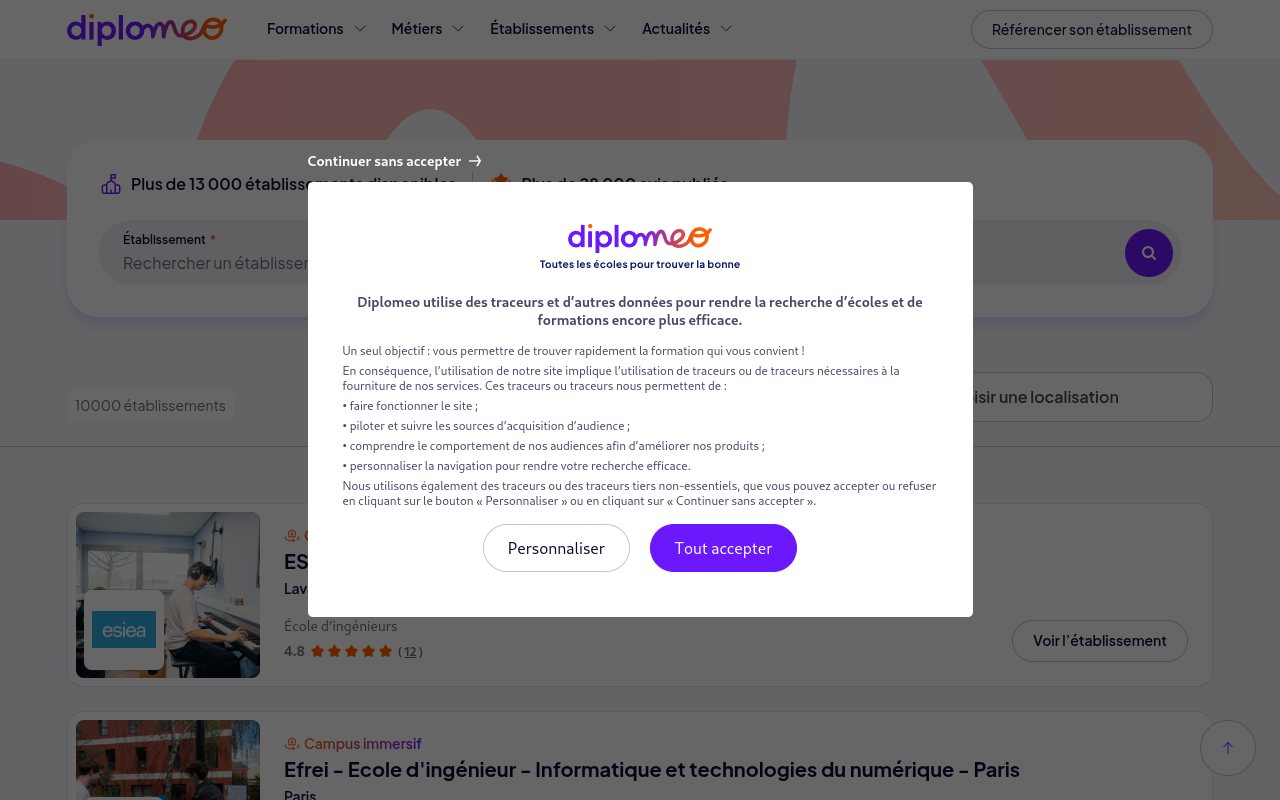 diplomeo
Formations
Métiers
Établissements
Actualités
Référencer son établissement
Continuer sans accepter →
Plus de 13 000 établissements disponibles
Plus de 28 000 avis publiés
Établissement *
Rechercher un établisser
diplomeo
Toutes les écoles pour trouver la bonne
Diplomeo utilise des traceurs et d’autres données pour rendre la recherche d’écoles et de
formations encore plus efficace.
Un seul objectif : vous permettre de trouver rapidement la formation qui vous convient !
En conséquence, l’utilisation de notre site implique l’utilisation de traceurs ou de traceurs nécessaires à la
fourniture de nos services. Ces traceurs ou traceurs nous permettent de :
• faire fonctionner le site ;
• piloter et suivre les sources d’acquisition d’audience ;
• comprendre le comportement de nos audiences afin d’améliorer nos produits ;
• personnaliser la navigation pour rendre votre recherche efficace.
Nous utilisons également des traceurs ou des traceurs tiers non-essentiels, que vous pouvez accepter ou refuser
en cliquant sur le bouton « Personnaliser » ou en cliquant sur « Continuer sans accepter ».
Personnaliser
Tout accepter
10000 établissements
isir une localisation
esiea
ES
Lav
École d'ingénieurs
4.8
(12)
Voir l'établissement
Campus immersif
Efrei - Ecole d'ingénieur - Informatique et technologies du numérique - Paris
Paris